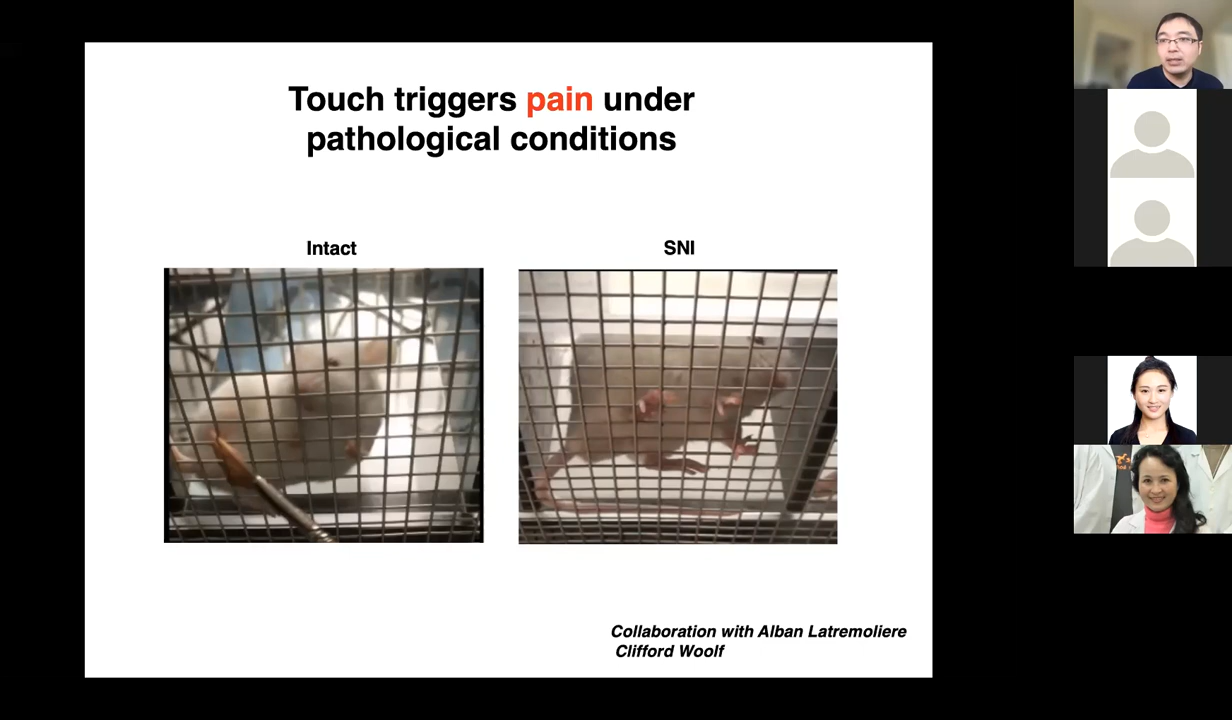 Touch triggers pain under
pathological conditions
Intact
SNI
Collaboration with Alban Latremoliere
Clifford Woolf